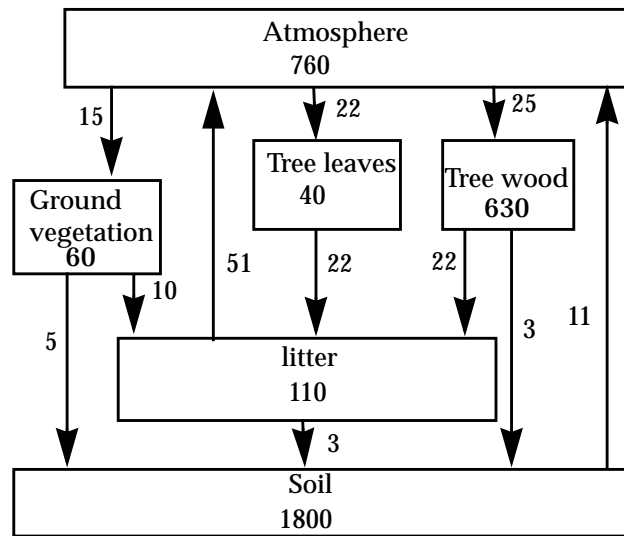 Atmosphere
760
15
22
25
Tree leaves
40
Tree wood
630
Ground
vegetation
60
51
22
22
10
5
3
11
litter
110
3
Soil
1800